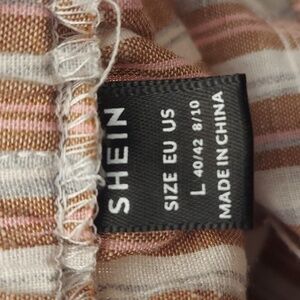 SHEIN
SIZE EU US
L 40/42 8/10
MADE IN CHINA